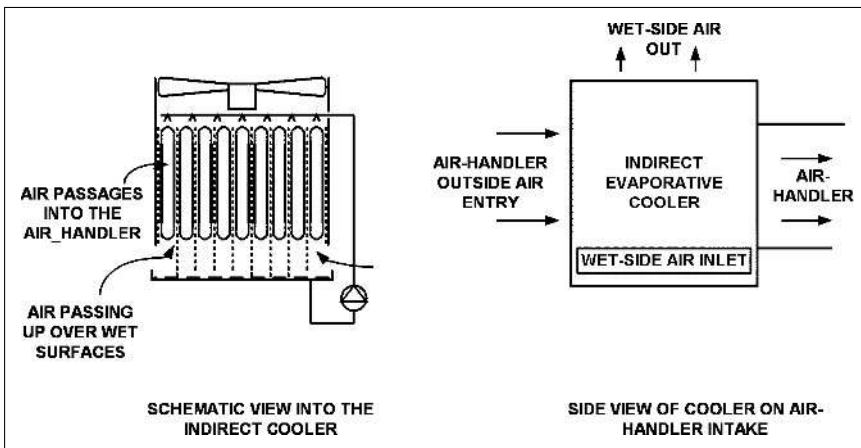 AIR PASSAGES
INTO THE
AIR_HANDLER
AIR PASSING
UP OVER WET
SURFACES
SCHEMATIC VIEW INTO THE
INDIRECT COOLER
WET-SIDE AIR
OUT
AIR-HANDLER
OUTSIDE AIR
ENTRY
INDIRECT
EVAPORATIVE
COOLER
AIR-
HANDLER
WET-SIDE AIR INLET
SIDE VIEW OF COOLER ON AIR-
HANDLER INTAKE